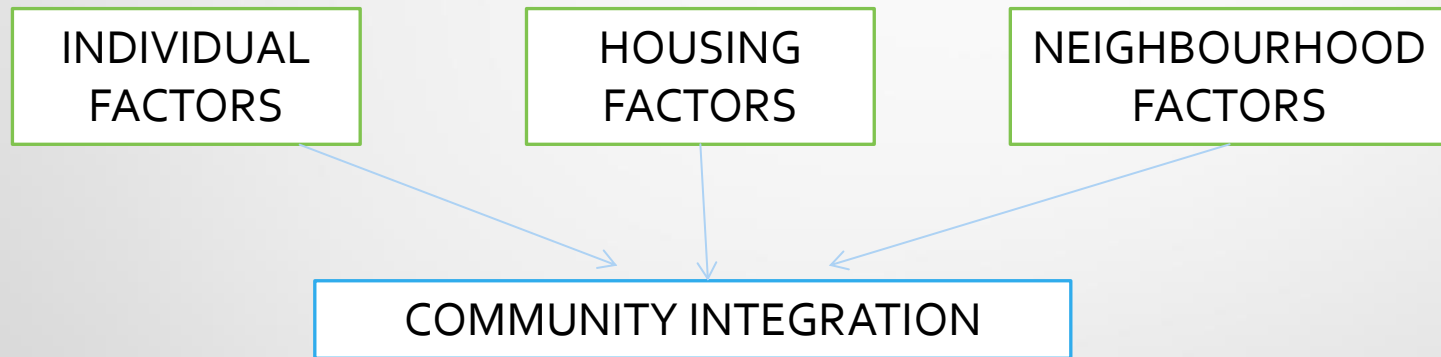 INDIVIDUAL
FACTORS
HOUSING
FACTORS
NEIGHBOURHOOD
FACTORS
COMMUNITY INTEGRATION